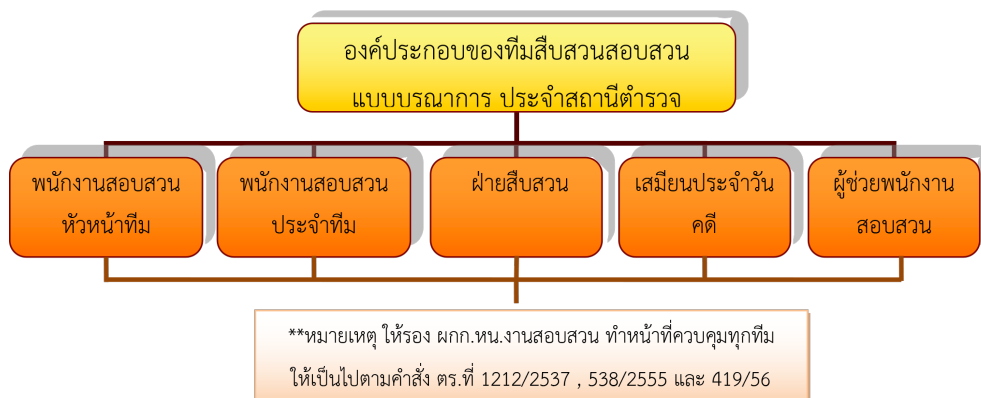 องค์ประกอบของทีมสืบสวนสอบสวน
แบบบรณาการ ประจำสถานีตำรวจ
พนักงานสอบสวน
หัวหน้าทีม
พนักงานสอบสวน
ประจำทีม
ฝ่ายสืบสวน
เสมียนประจำวัน
คดี
ผู้ช่วยพนักงาน
สอบสวน
**หมายเหตุ ให้รอง ผกก.หน.งานสอบสวน ทำหน้าที่ควบคุมทุกทีม
ให้เป็นไปตามคำสั่ง ตร.ที่ 1212/2537 , 538/2555 และ 419/56